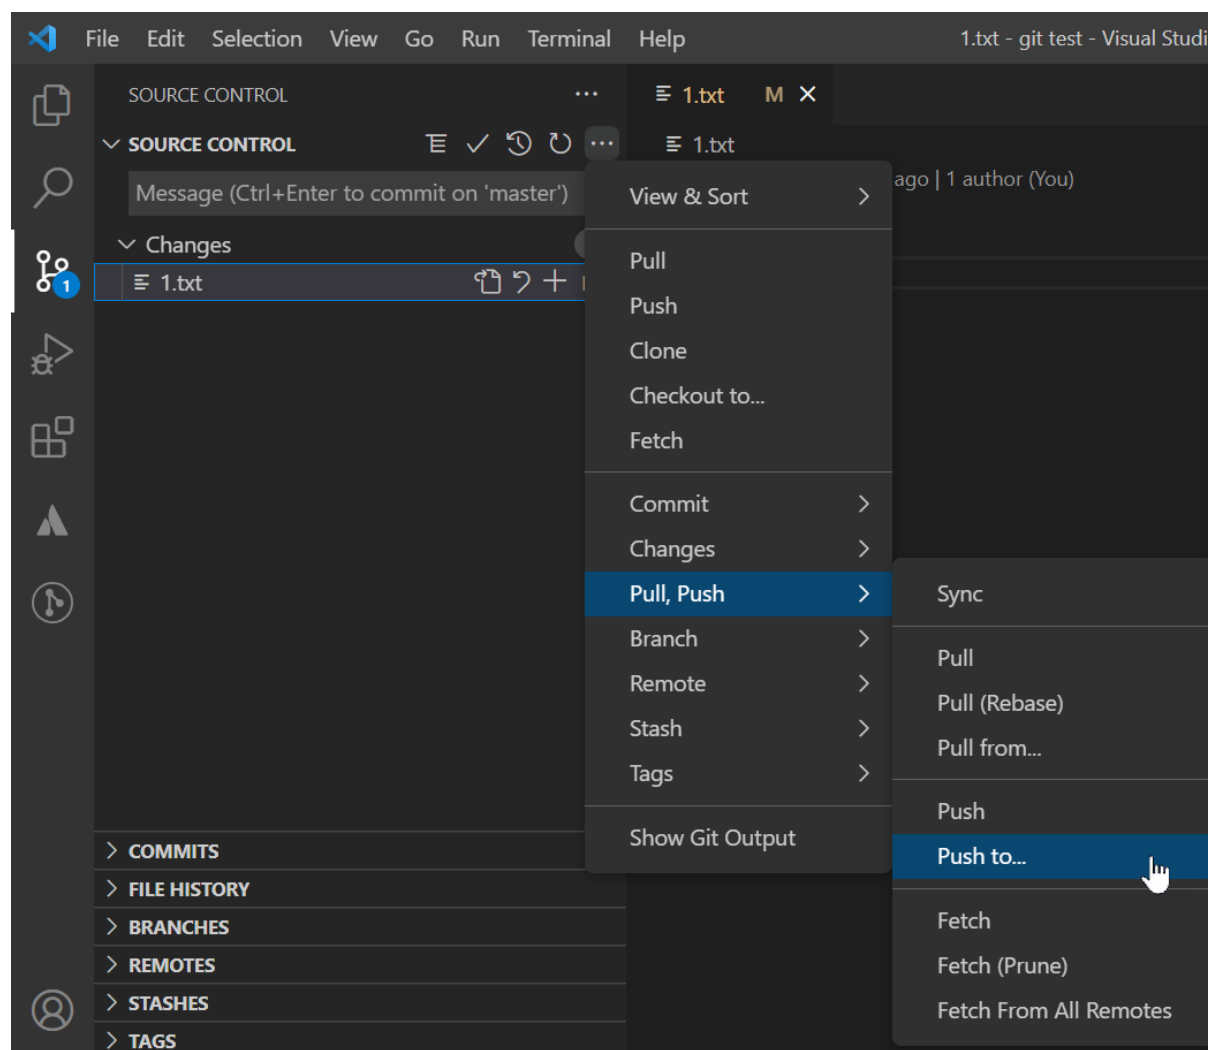 File Edit Selection View Go Run Terminal Help 1.txt - git test - Visual Studi
SOURCE CONTROL
1.txt M
SOURCE CONTROL
1.txt
Message (Ctrl+Enter to commit on 'master')
ago | 1 author (You)
Changes
1.txt
1
View & Sort
Pull
Push
Clone
Checkout to...
Fetch
Commit
Changes
Pull, Push
Branch
Remote
Stash
Tags
Show Git Output
Sync
Pull
Pull (Rebase)
Pull from...
Push
Push to...
Fetch
Fetch (Prune)
Fetch From All Remotes
COMMITS
FILE HISTORY
BRANCHES
REMOTES
STASHES
TAGS